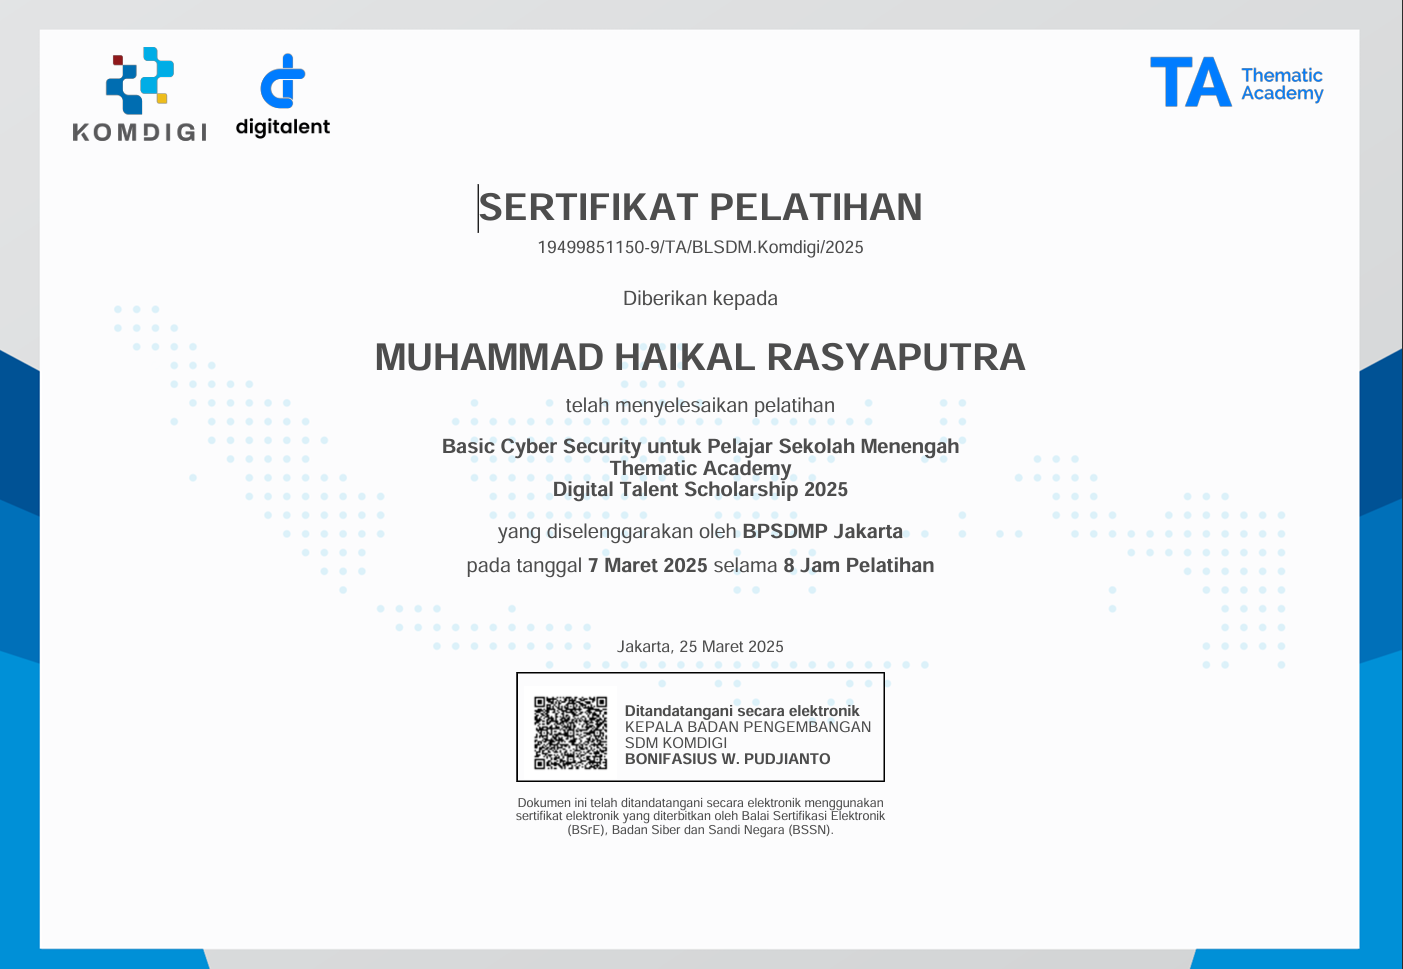 KOMDIGI
digitalent
TA Thematic
Academy
SERTIFIKAT PELATIHAN
19499851150-9/TA/BLSDM.Komdigi/2025
Diberikan kepada
MUHAMMAD HAIKAL RASYAPUTRA
telah menyelesaikan pelatihan
Basic Cyber Security untuk Pelajar Sekolah Menengah
Thematic Academy
Digital Talent Scholarship 2025
yang diselenggarakan oleh BPSDMP Jakarta
pada tanggal 7 Maret 2025 selama 8 Jam Pelatihan
Jakarta, 25 Maret 2025
Ditandatangani secara elektronik
KEPALA BADAN PENGEMBANGAN
SDM KOMDIGI
BONIFASIUS W. PUDJIANTO
Dokumen ini telah ditandatangani secara elektronik menggunakan
sertifikat elektronik yang diterbitkan oleh Balai Sertifikasi Elektronik
(BSrE), Badan Siber dan Sandi Negara (BSSN).